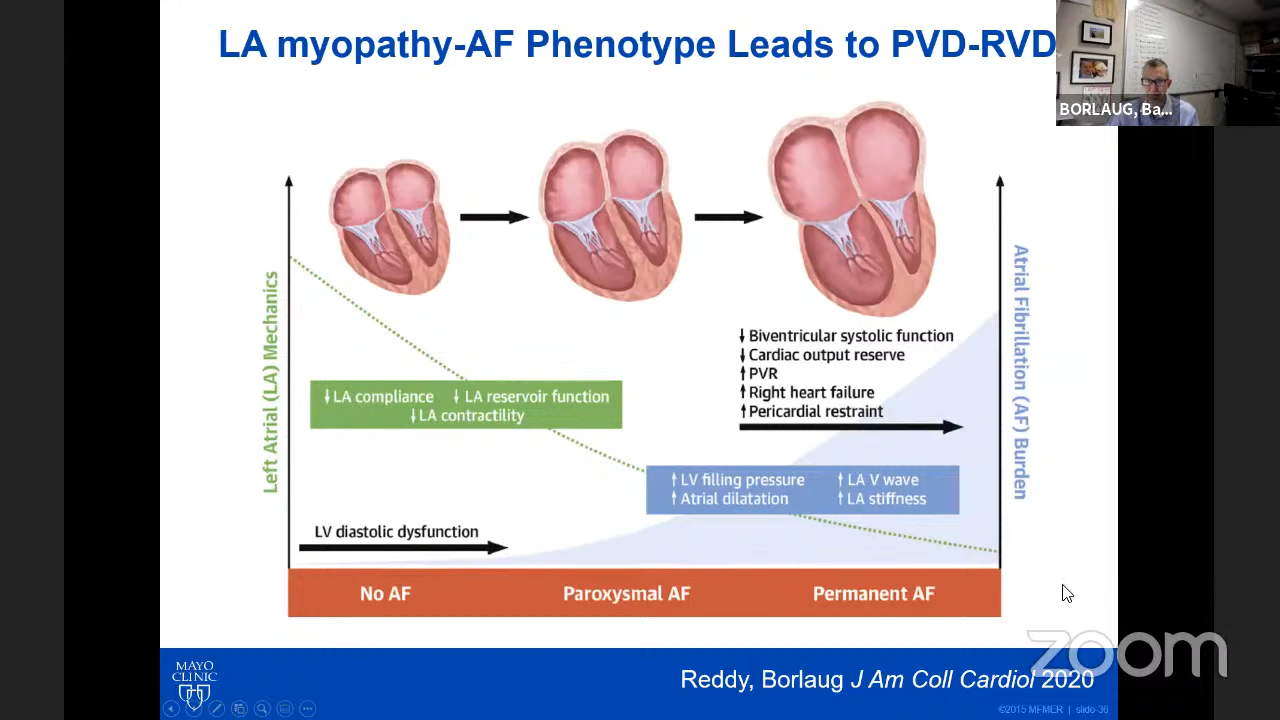 LA myopathy-AF Phenotype Leads to PVD-RVD
BORLAUG, Ba...
Left Atrial (LA) Mechanics
Atrial Fibrillation (AF) Burden
↓ Biventricular systolic function
↓ Cardiac output reserve
↑ PVR
↑ Right heart failure
↑ Pericardial restraint
↓ LA compliance ↓ LA reservoir function
↓ LA contractility
↑ LV filling pressure ↑ LA V wave
↑ Atrial dilatation ↑ LA stiffness
LV diastolic dysfunction
No AF Paroxysmal AF Permanent AF
zoom
MAYO
CLINIC
Reddy, Borlaug J Am Coll Cardiol 2020
©2015 MFMER | slide-36